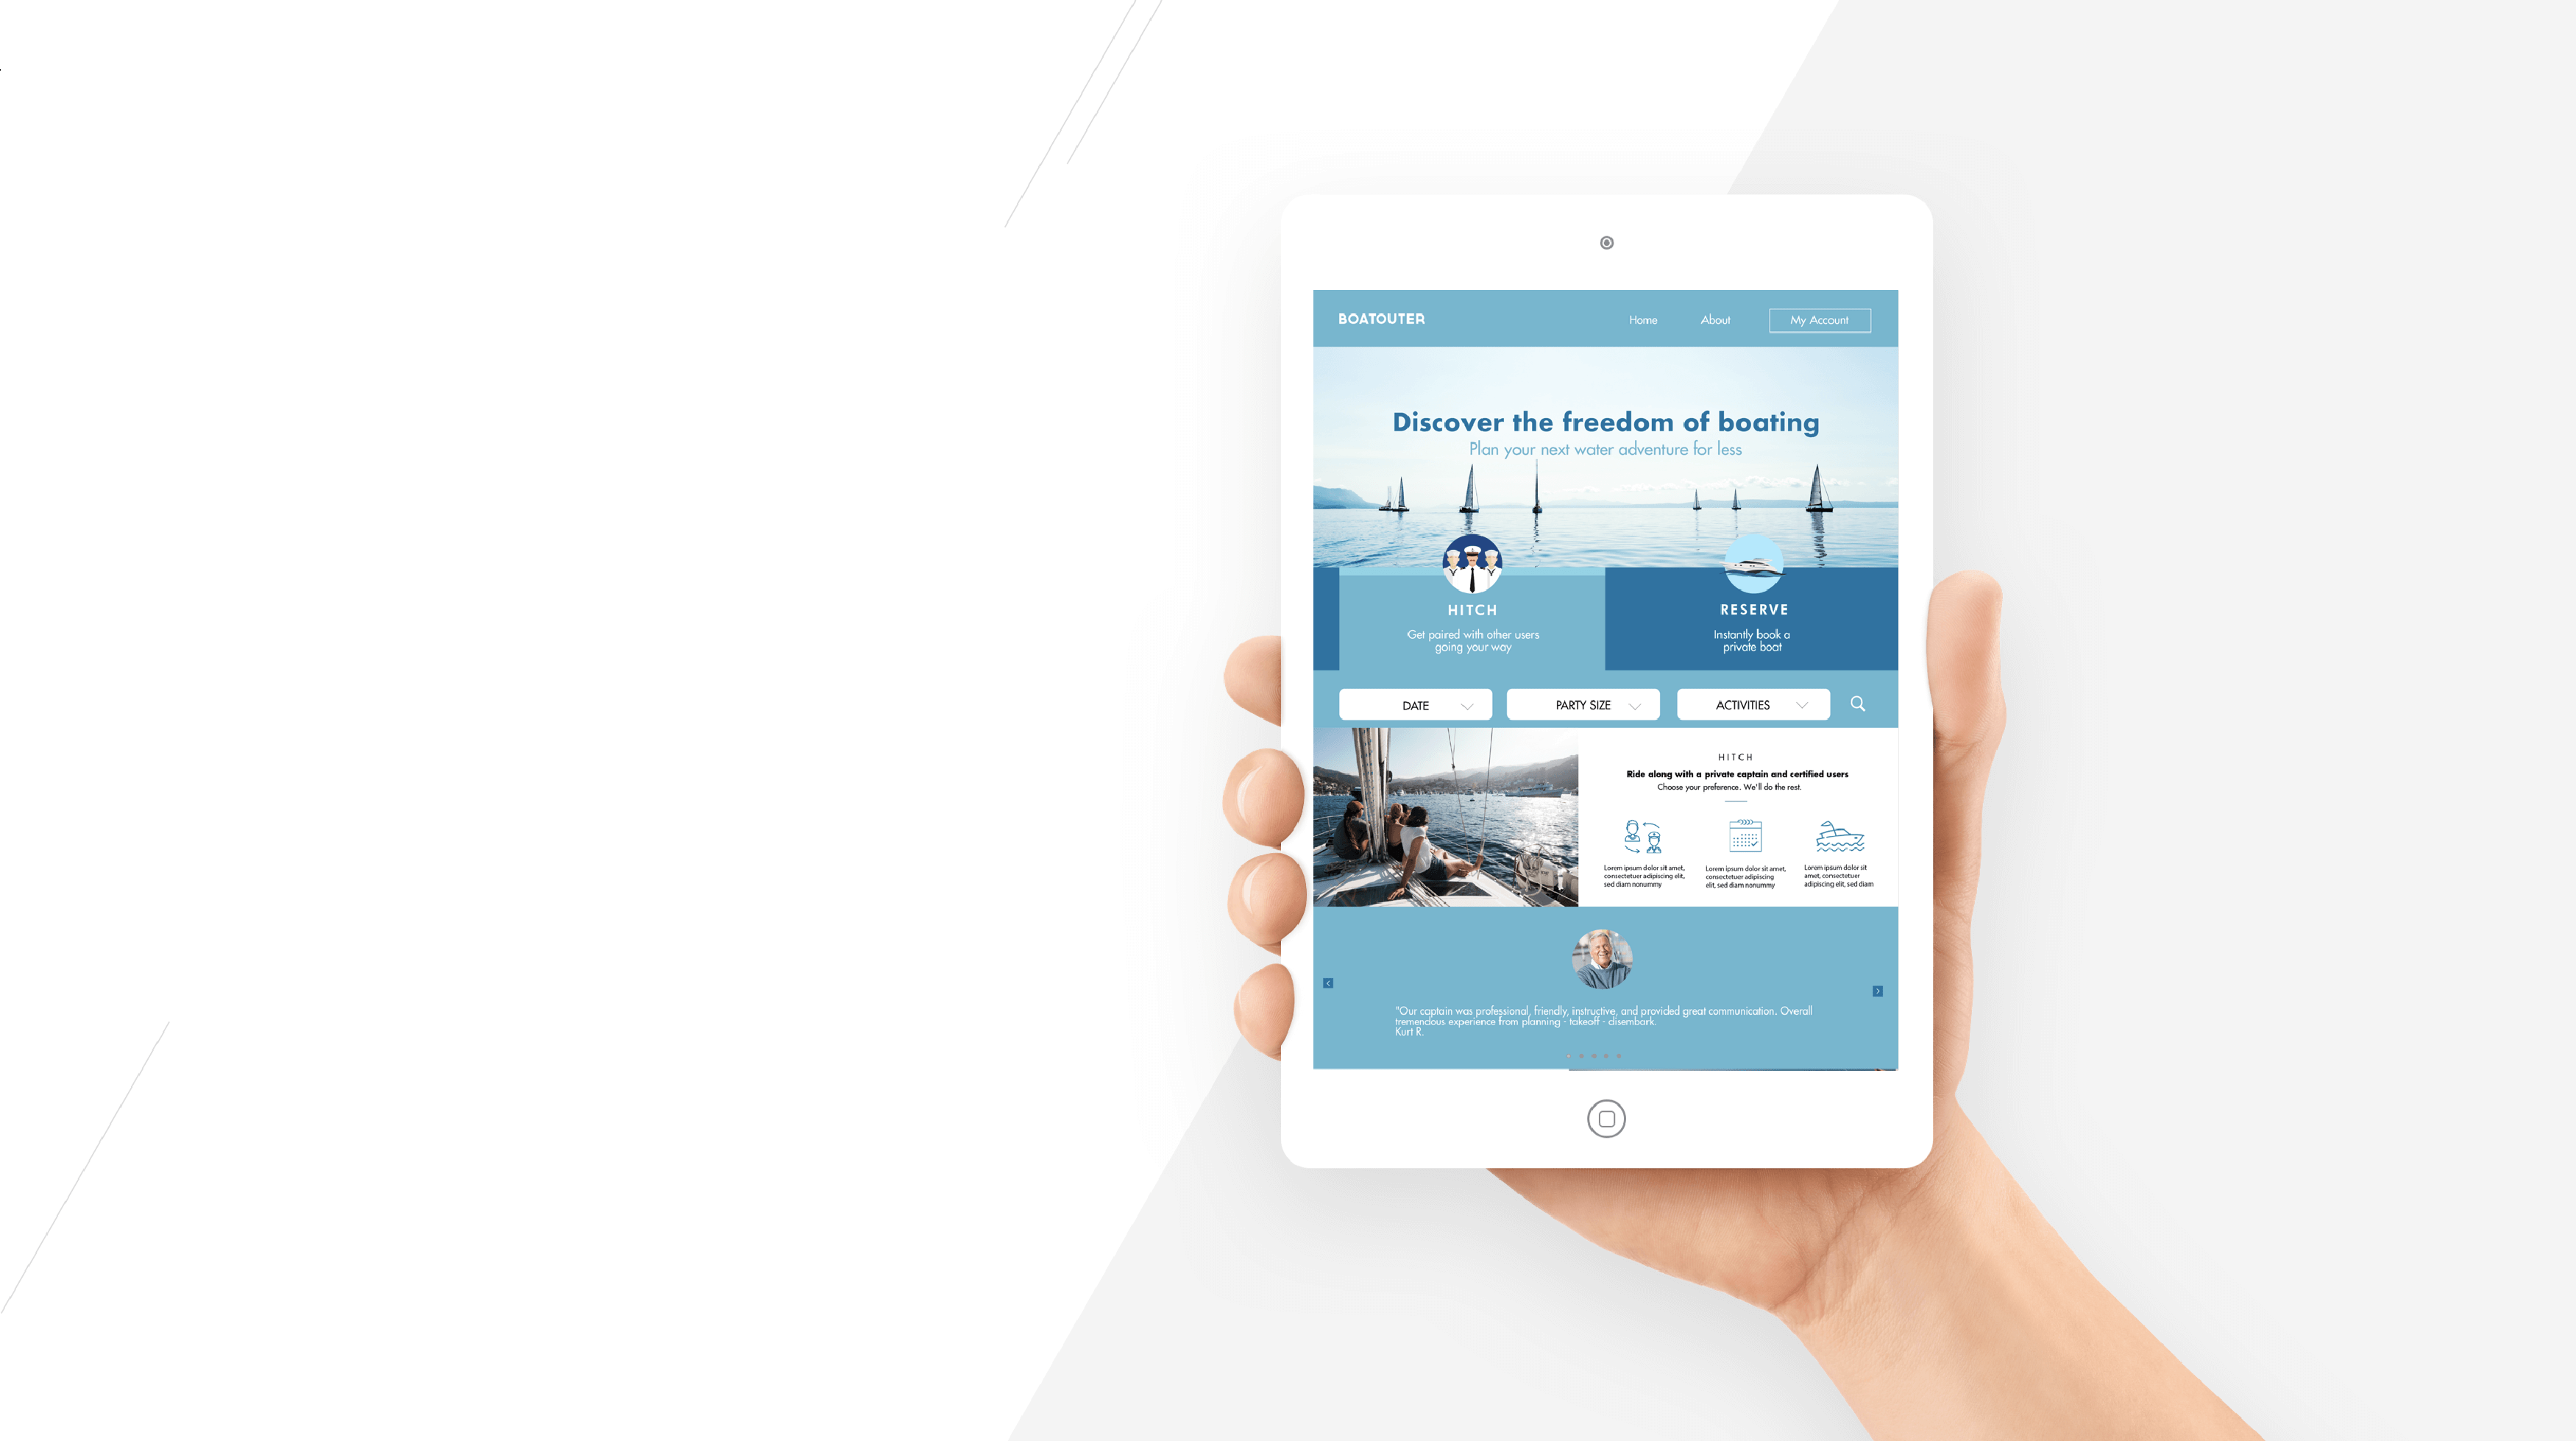 BOATOUTER
Home
About
My Account
Discover the freedom of boating
Plan your next water adventure for less
HITCH
Get paired with other users
going your way
RESERVE
Instantly book a
private boat
DATE
PARTY SIZE
ACTIVITIES
HITCH
Ride along with a private captain and certified users
Choose your preference. We'll do the rest.
Lorem ipsum dolor sit amet,
consectetuer adipiscing elit,
sed diam nonummy
Lorem ipsum dolor sit amet,
consectetuer adipiscing
elit, sed diam nonummy
Lorem ipsum dolor sit
amet, consectetuer
adipiscing elit, sed diam
"Our captain was professional, friendly, instructive, and provided great communication. Overall
tremendous experience from planning - takeoff - disembark.
Kurt R.